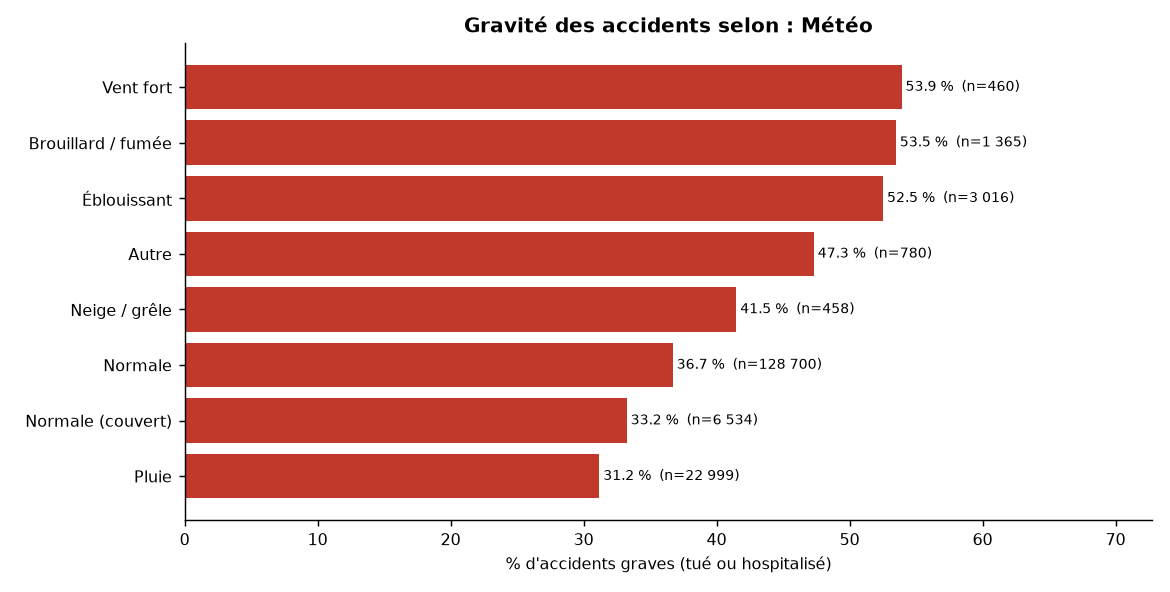 Gravité des accidents selon : Météo
Vent fort 53.9 % (n=460)
Brouillard / fumée 53.5 % (n=1 365)
Éblouissant 52.5 % (n=3 016)
Autre 47.3 % (n=780)
Neige / grêle 41.5 % (n=458)
Normale 36.7 % (n=128 700)
Normale (couvert) 33.2 % (n=6 534)
Pluie 31.2 % (n=22 999)
0 10 20 30 40 50 60 70
% d'accidents graves (tué ou hospitalisé)